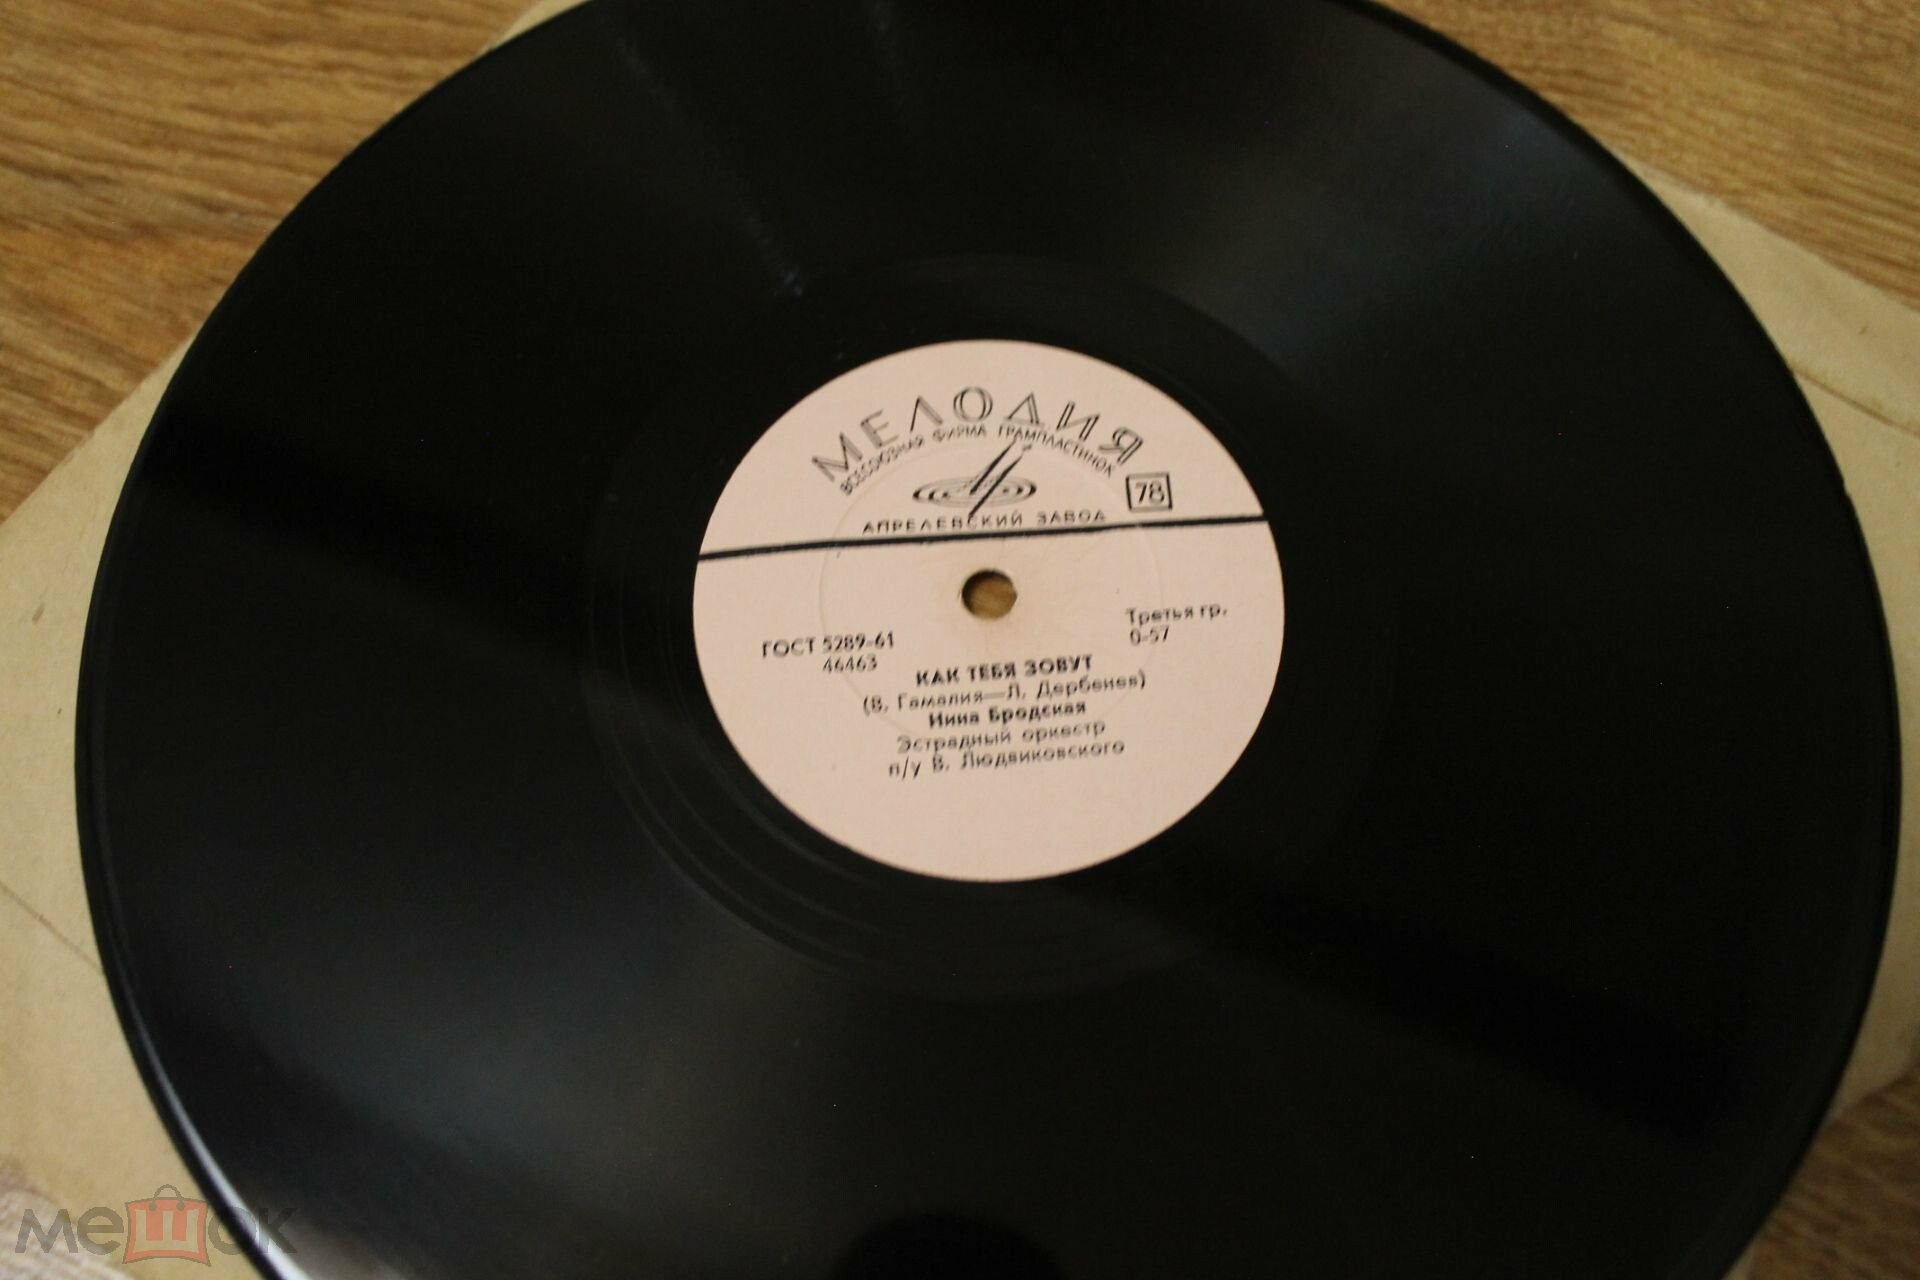 МЕЛОДИЯ
ВСЕСОЮЗНАЯ ФИРМА ГРАМПЛАСТИНОК
78
АПРЕЛЕВСКИЙ ЗАВОД
ГОСТ 5289-61
46463
Третья гр.
0-57
КАК ТЕБЯ ЗОВУТ
(В. Гамалия—Л. Дербенев)
Нина Бродская
Эстрадный оркестр
п/у В. Людвиковского
мешок